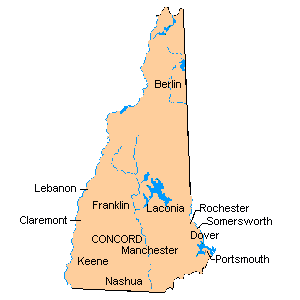 Berlin
Lebanon
Franklin
Laconia
Rochester
Claremont
Somersworth
Dover
CONCORD
Manchester
Keene
Portsmouth
Nashua